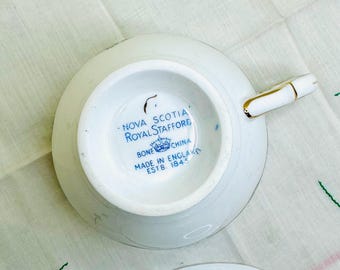 NOVA SCOTIA
ROYAL STAFFORD
BONE CHINA
MADE IN ENGLAND
ESTB 1845